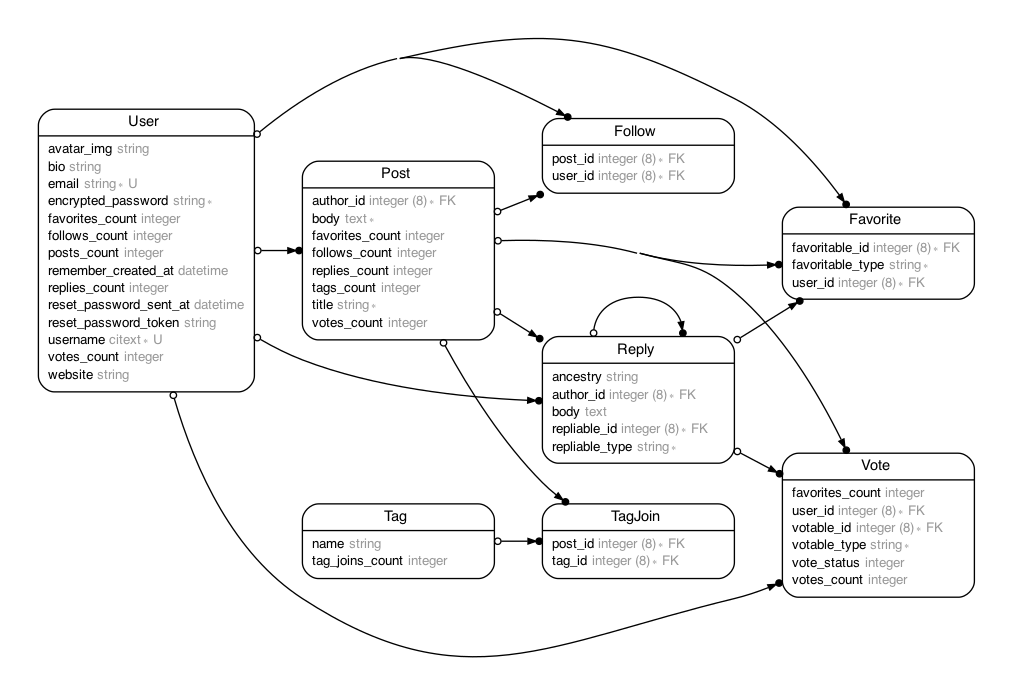 User
avatar_img string
bio string
email string∗ U
encrypted_password string∗
favorites_count integer
follows_count integer
posts_count integer
remember_created_at datetime
replies_count integer
reset_password_sent_at datetime
reset_password_token string
username citext∗ U
votes_count integer
website string
Post
author_id integer (8)∗ FK
body text∗
favorites_count integer
follows_count integer
replies_count integer
tags_count integer
title string∗
votes_count integer
Tag
name string
tag_joins_count integer
Follow
post_id integer (8)∗ FK
user_id integer (8)∗ FK
Reply
ancestry string
author_id integer (8)∗ FK
body text
repliable_id integer (8)∗ FK
repliable_type string∗
TagJoin
post_id integer (8)∗ FK
tag_id integer (8)∗ FK
Favorite
favoritable_id integer (8)∗ FK
favoritable_type string∗
user_id integer (8)∗ FK
Vote
favorites_count integer
user_id integer (8)∗ FK
votable_id integer (8)∗ FK
votable_type string∗
vote_status integer
votes_count integer